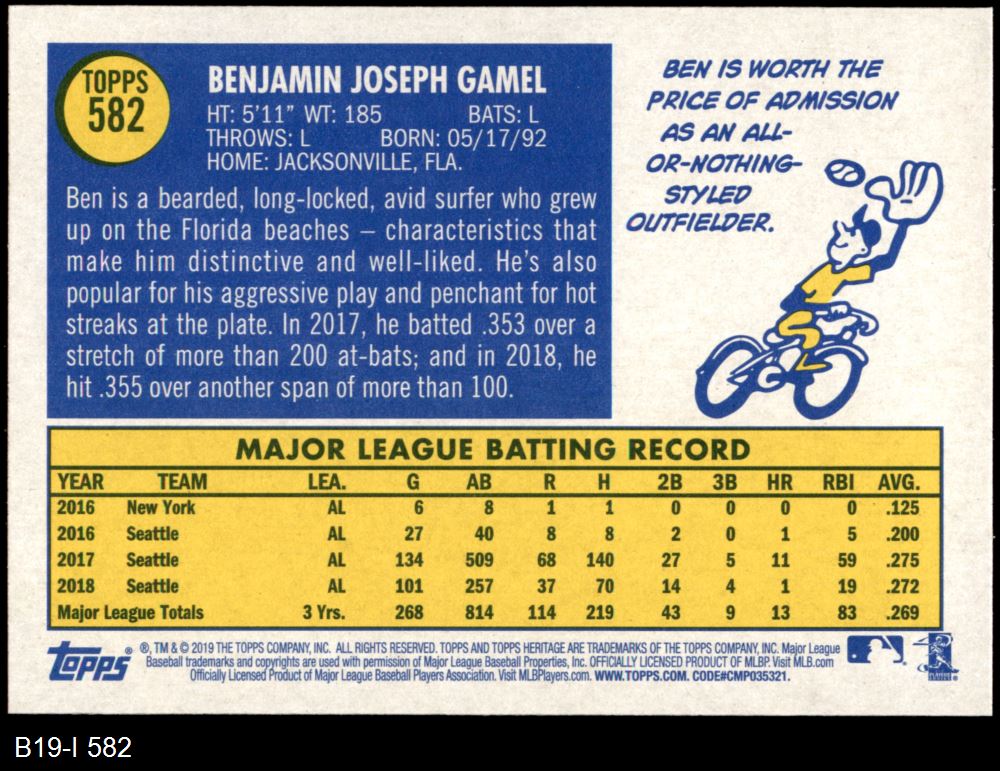 TOPPS
582
BENJAMIN JOSEPH GAMEL
HT: 5'11" WT: 185 BATS: L
THROWS: L BORN: 05/17/92
HOME: JACKSONVILLE, FLA.
Ben is a bearded, long-locked, avid surfer who grew
up on the Florida beaches – characteristics that
make him distinctive and well-liked. He's also
popular for his aggressive play and penchant for hot
streaks at the plate. In 2017, he batted .353 over a
stretch of more than 200 at-bats; and in 2018, he
hit .355 over another span of more than 100.
BEN IS WORTH THE
PRICE OF ADMISSION
AS AN ALL-
OR-NOTHING-
STYLED
OUTFIELDER.
MAJOR LEAGUE BATTING RECORD
YEAR TEAM LEA. G AB R H 2B 3B HR RBI AVG.
2016 New York AL 6 8 1 1 0 0 0 0 .125
2016 Seattle AL 27 40 8 8 2 0 1 5 .200
2017 Seattle AL 134 509 68 140 27 5 11 59 .275
2018 Seattle AL 101 257 37 70 14 4 1 19 .272
Major League Totals 3 Yrs. 268 814 114 219 43 9 13 83 .269
Topps ® ®, TM & © 2019 THE TOPPS COMPANY, INC. ALL RIGHTS RESERVED. TOPPS AND TOPPS HERITAGE ARE TRADEMARKS OF THE TOPPS COMPANY, INC. Major League
Baseball trademarks and copyrights are used with permission of Major League Baseball Properties, Inc. OFFICIALLY LICENSED PRODUCT OF MLBP. Visit MLB.com
Officially Licensed Product of Major League Baseball Players Association. Visit MLBPlayers.com. WWW.TOPPS.COM. CODE#CMP035321.
B19-I 582